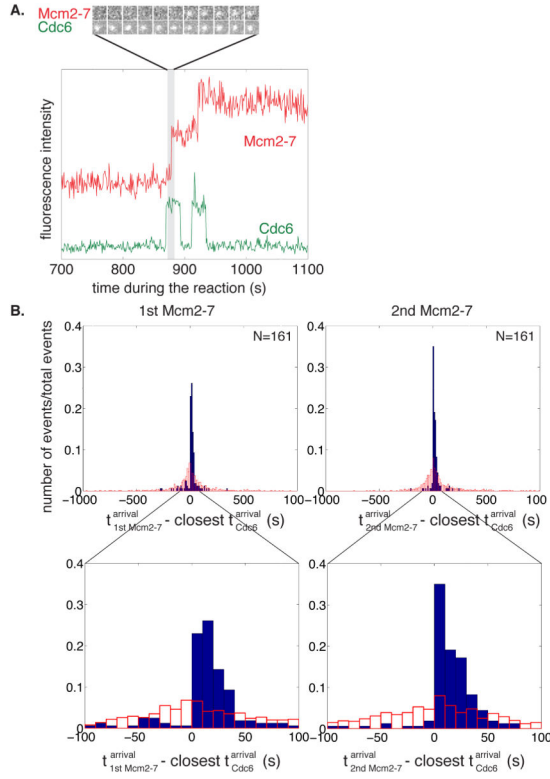 A.
Mcm2-7
Cdc6
fluorescence intensity
Mcm2-7
Cdc6
700 800 900 1000 1100
time during the reaction (s)
B.
1st Mcm2-7 2nd Mcm2-7
number of events/total events
0.4 0.3 0.2 0.1 0
N=161
−1000 −500 0 500 100
t arrival 1st Mcm2-7 - closest t arrival Cdc6 (s)
0.4 0.3 0.2 0.1 0
N=161
−1000 −500 0 500 100
t arrival 2nd Mcm2-7 - closest t arrival Cdc6 (s)
0.4 0.3 0.2 0.1 0
−100 −50 0 50 100
t arrival 1st Mcm2-7 - closest t arrival Cdc6 (s)
0.4 0.3 0.2 0.1 0
−100 −50 0 50 100
t arrival 2nd Mcm2-7 - closest t arrival Cdc6 (s)